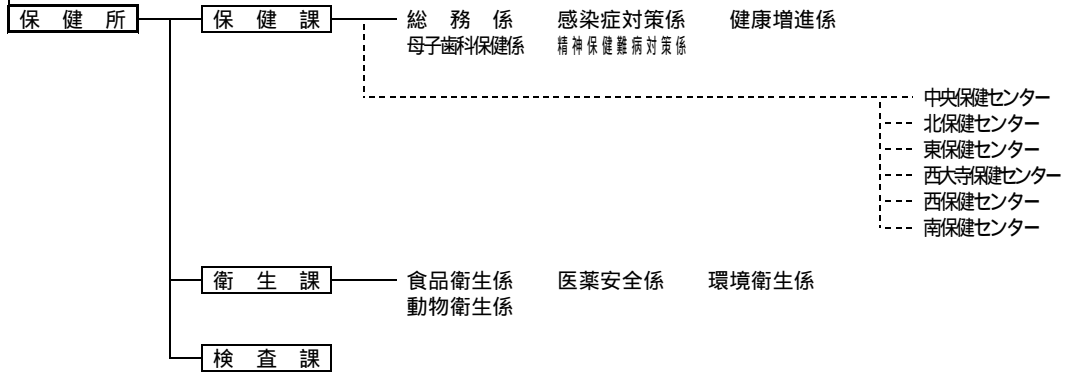 保健所 保健課 総務係 感染症対策係 健康増進係
母子歯科保健係 精神保健難病対策係
中央保健センター
北保健センター
東保健センター
西大寺保健センター
西保健センター
南保健センター
衛生課 食品衛生係 医薬安全係 環境衛生係
動物衛生係
検査課